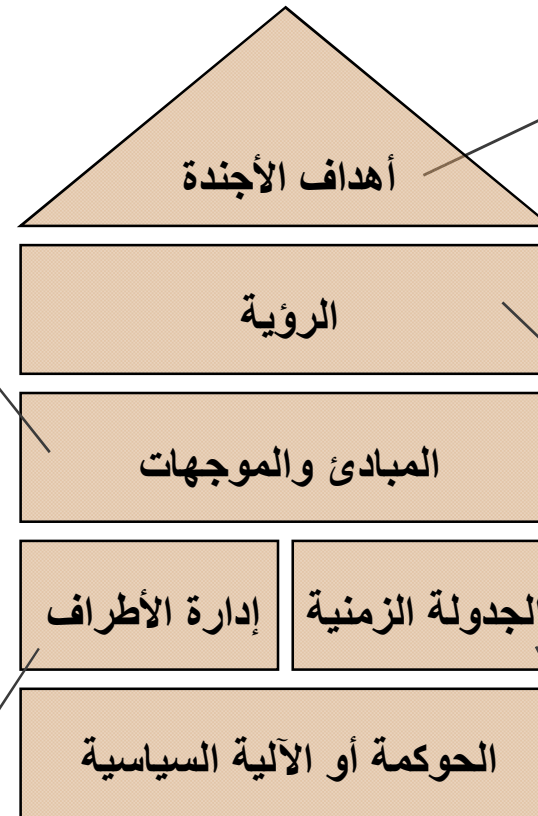 أهداف الأجندة
الرؤية
المبادئ والموجهات
الجدولة الزمنية
إدارة الأطراف
الحوكمة أو الآلية السياسية